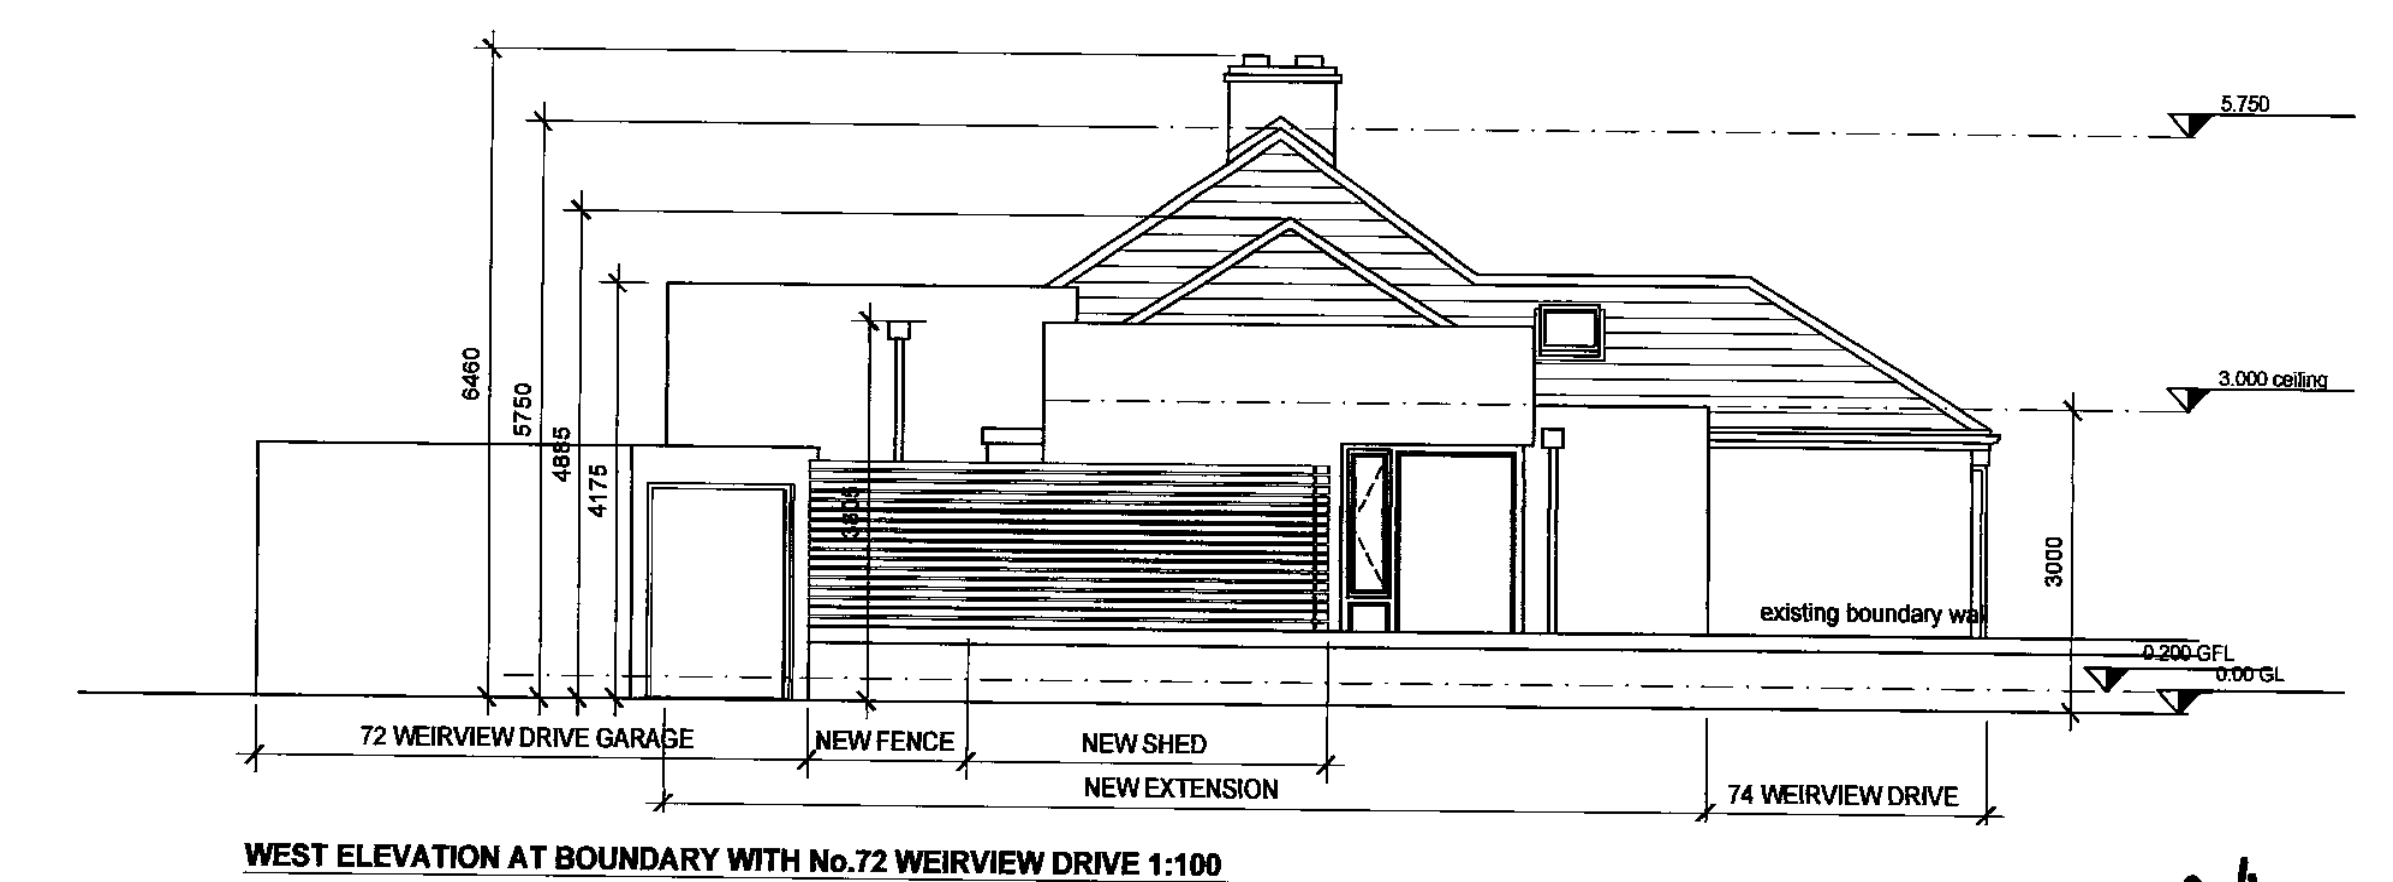 5.750
6460
5750
4885
4175
3.000 ceiling
3000
existing boundary wall
0.200 GFL
0.00 GL
72 WEIRVIEW DRIVE GARAGE
NEW FENCE
NEW SHED
NEW EXTENSION
74 WEIRVIEW DRIVE
WEST ELEVATION AT BOUNDARY WITH No.72 WEIRVIEW DRIVE 1:100